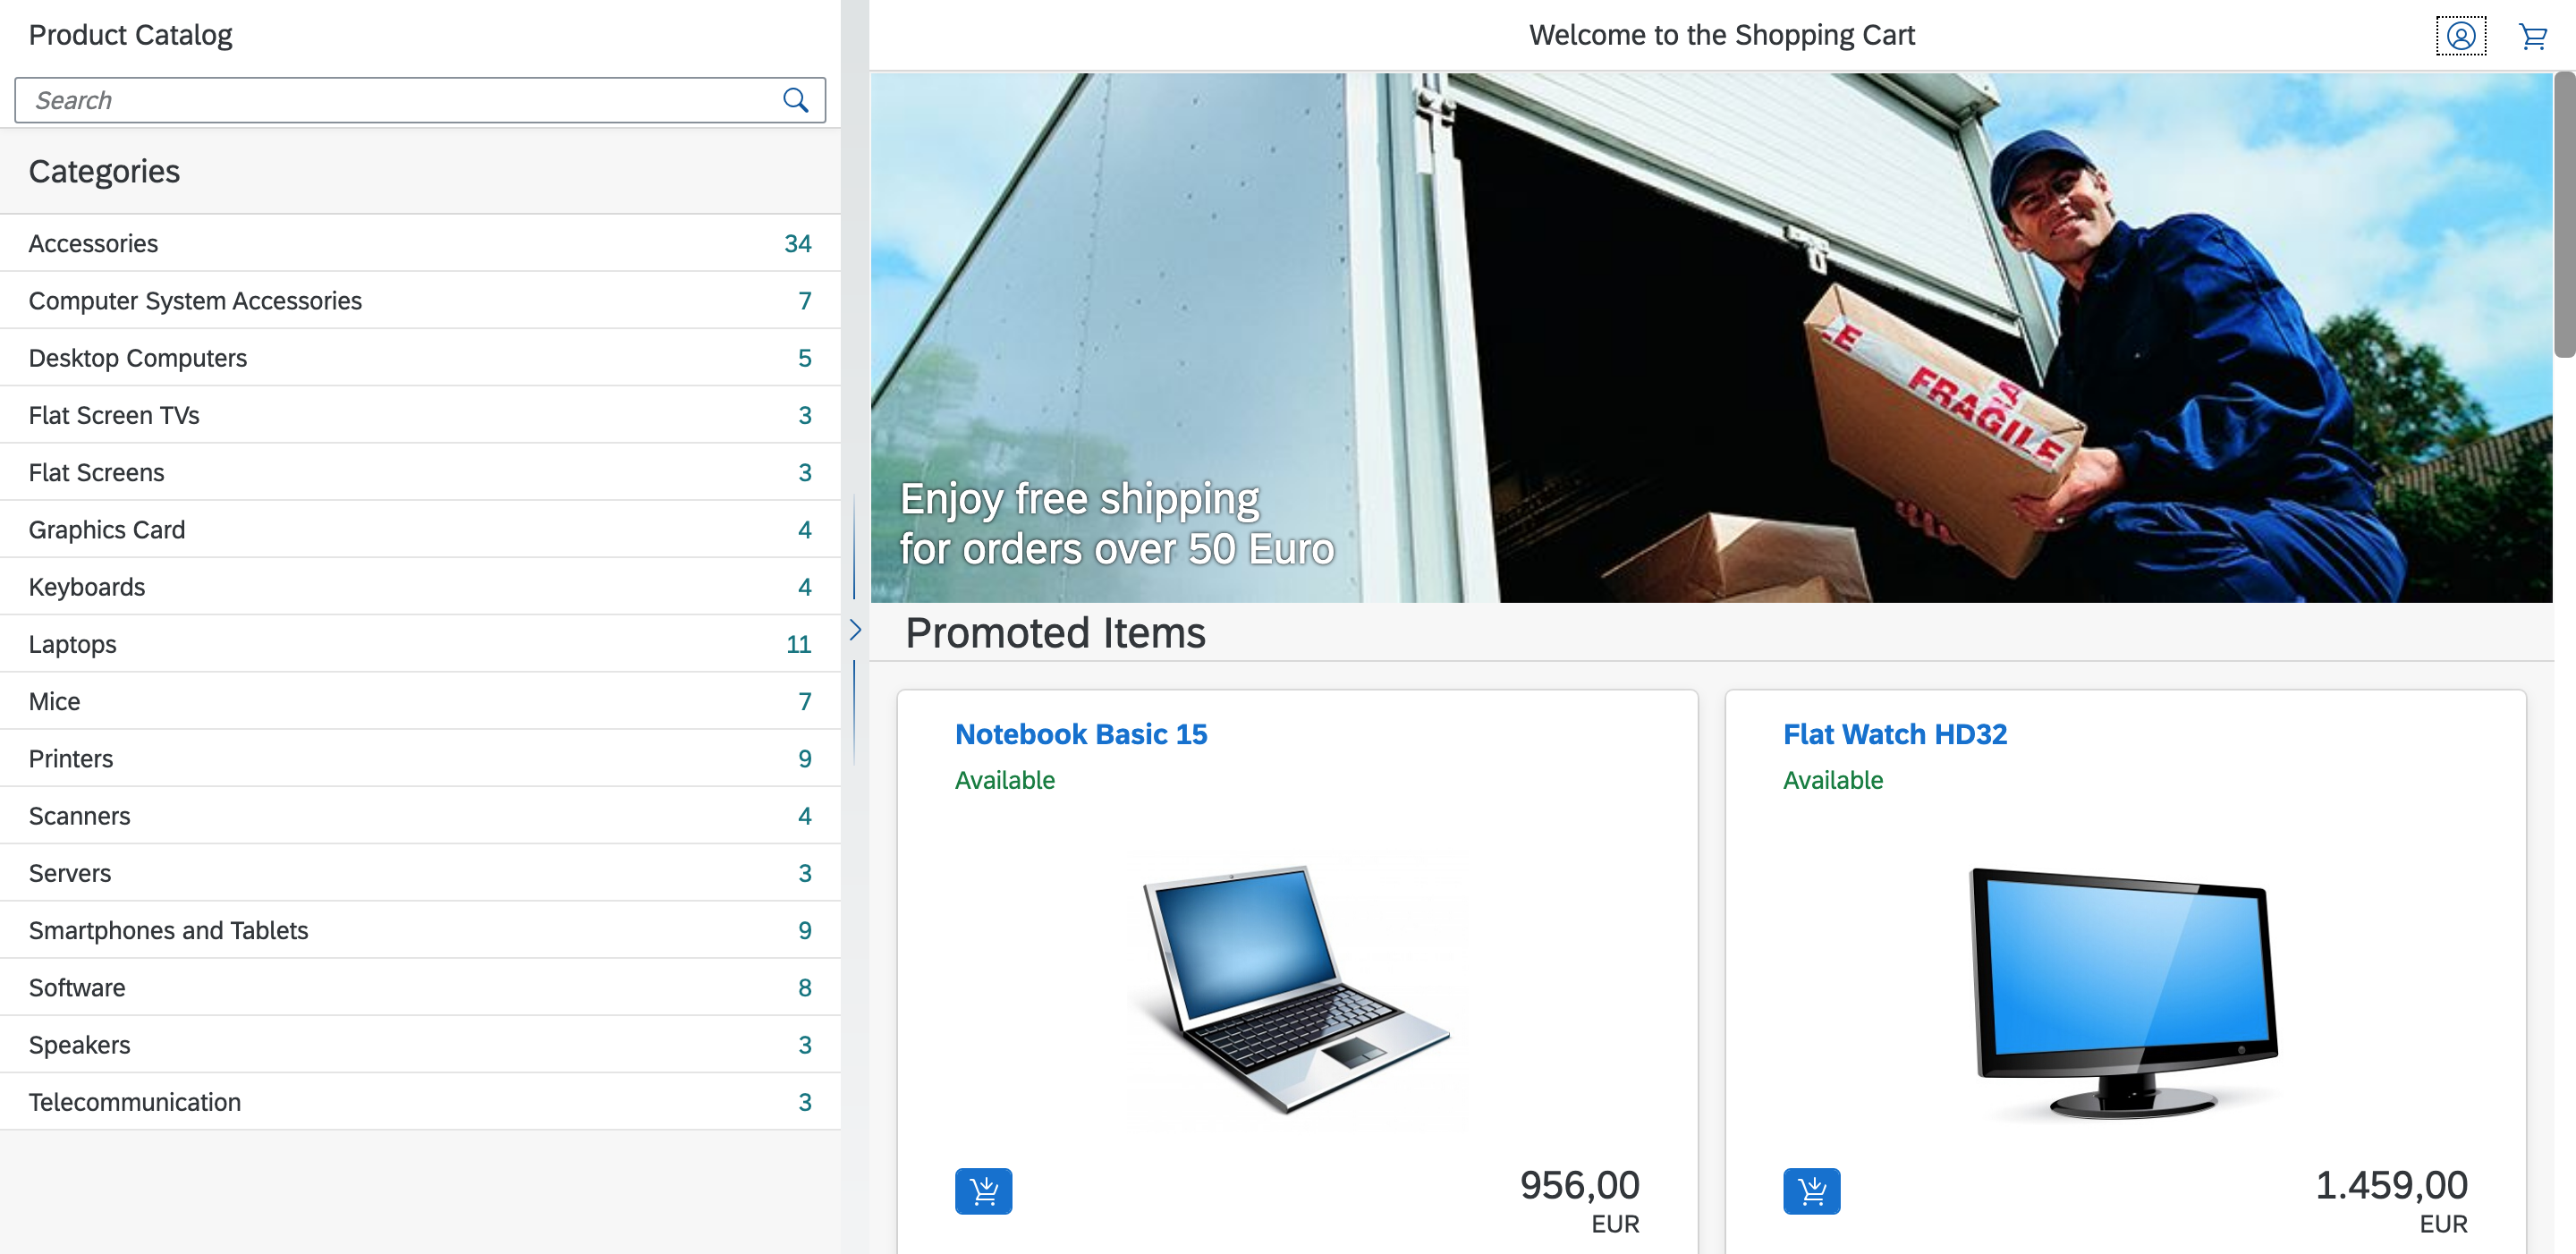 Product Catalog
Search
Categories
Accessories 34
Computer System Accessories 7
Desktop Computers 5
Flat Screen TVs 3
Flat Screens 3
Graphics Card 4
Keyboards 4
Laptops 11
Mice 7
Printers 9
Scanners 4
Servers 3
Smartphones and Tablets 9
Software 8
Speakers 3
Telecommunication 3
Welcome to the Shopping Cart
FRAGILE
Enjoy free shipping
for orders over 50 Euro
Promoted Items
Notebook Basic 15
Available
956,00
EUR
Flat Watch HD32
Available
1.459,00
EUR